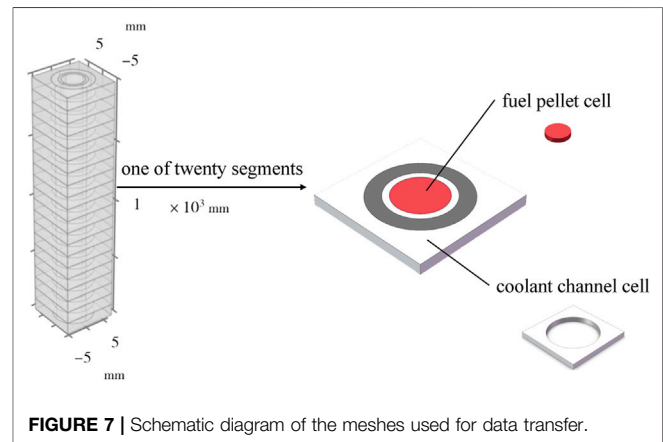 mm
5
−5
fuel pellet cell
one of twenty segments
1 × 10³ mm
coolant channel cell
−5
5
mm
FIGURE 7 | Schematic diagram of the meshes used for data transfer.